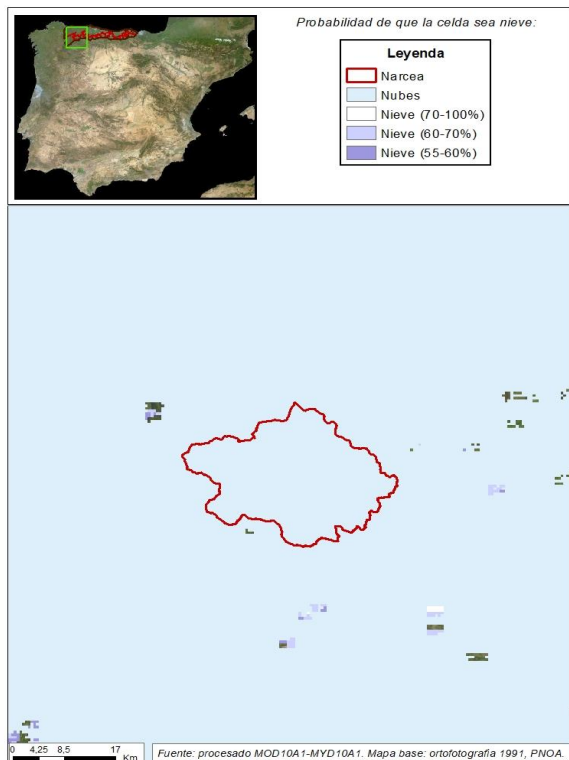 Probabilidad de que la celda sea nieve:
Leyenda
Narcea
Nubes
Nieve (70-100%)
Nieve (60-70%)
Nieve (55-60%)
0 4,25 8,5 17
Km
Fuente: procesado MOD10A1-MYD10A1. Mapa base: ortofotografia 1991, PNOA.